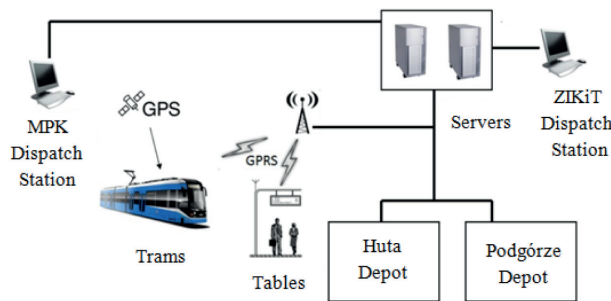 GPS
MPK
Dispatch
Station
Servers
ZIKiT
Dispatch
Station
GPRS
Trams
Tables
Huta
Depot
Podgórze
Depot